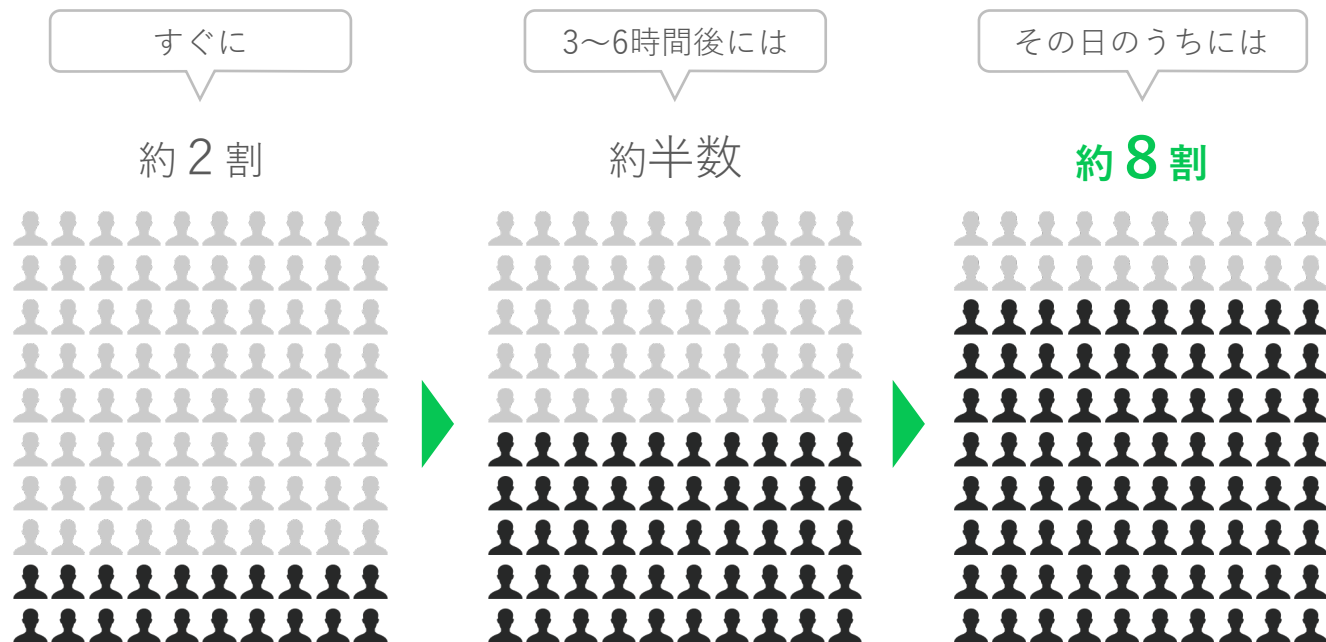 すぐに
3〜6時間後には
その日のうちには
約2割
約半数
約8割